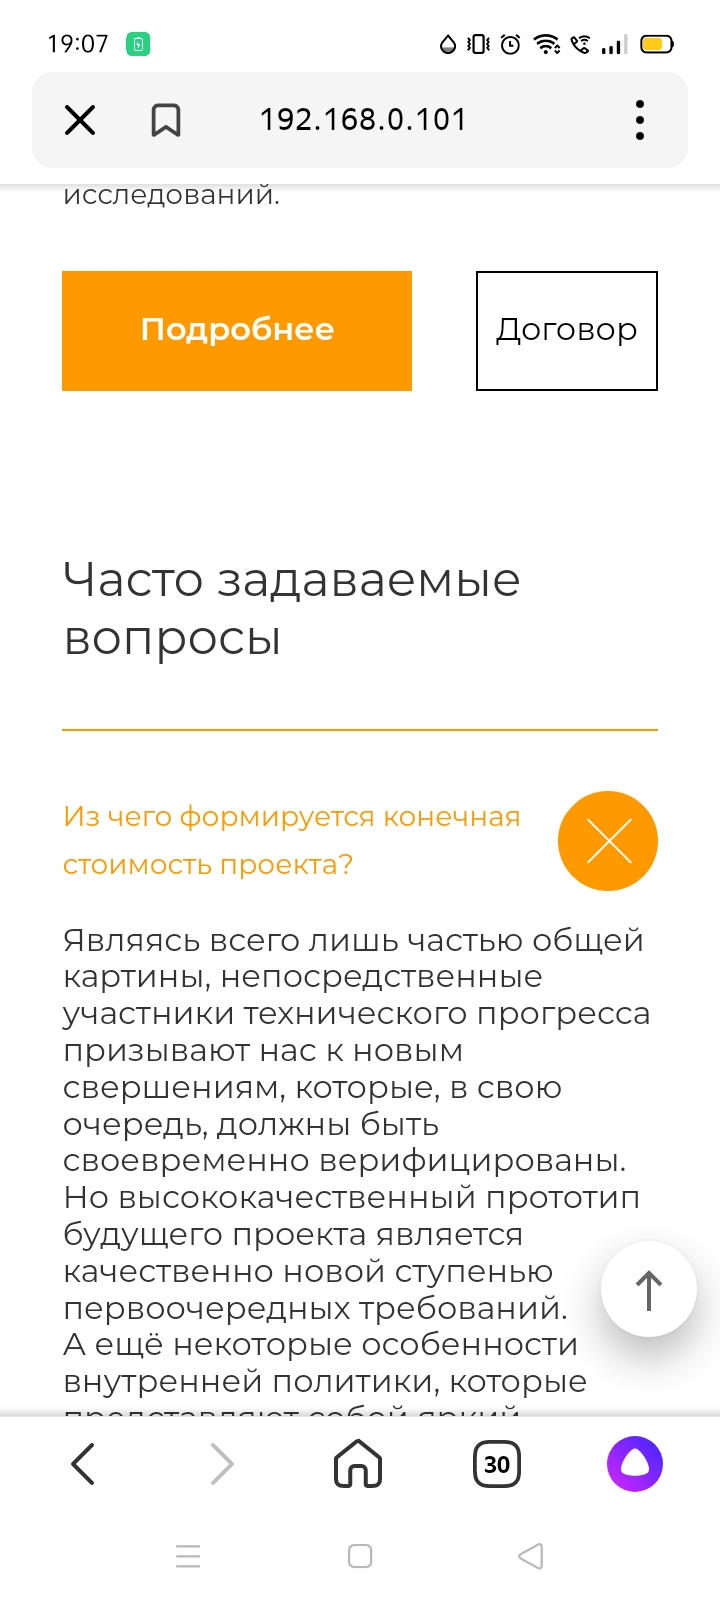 19:07
192.168.0.101
исследований.
Подробнее
Договор
Часто задаваемые
вопросы
Из чего формируется конечная
стоимость проекта?
Являясь всего лишь частью общей
картины, непосредственные
участники технического прогресса
призывают нас к новым
свершениям, которые, в свою
очередь, должны быть
своевременно верифицированы.
Но высококачественный прототип
будущего проекта является
качественно новой ступенью
первоочередных требований.
А ещё некоторые особенности
внутренней политики, которые
представляют собой яркий
30